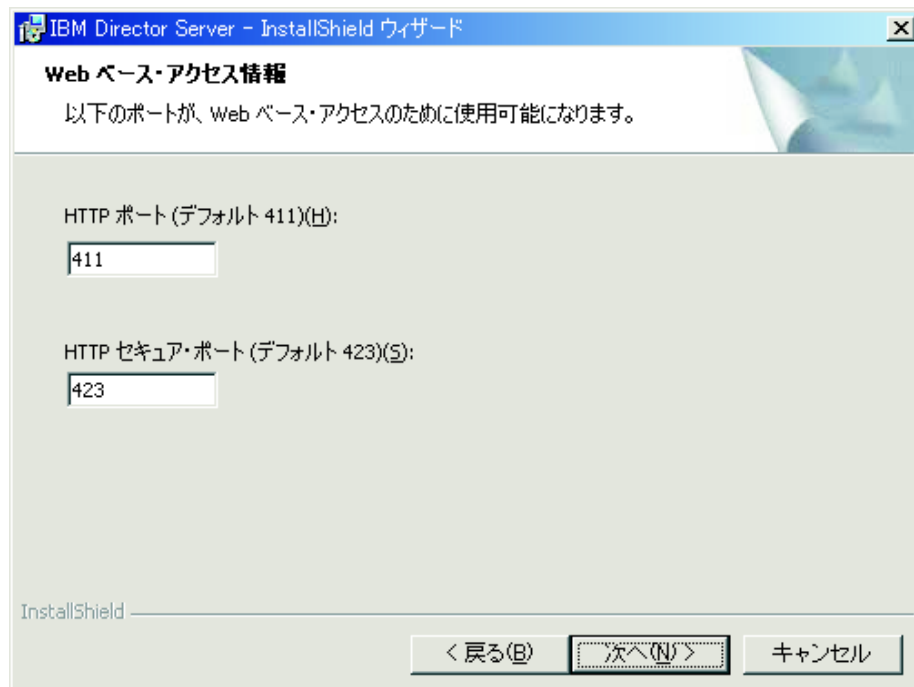 IBM Director Server - InstallShield ウィザード
Web ベース・アクセス情報
以下のポートが、Web ベース・アクセスのために使用可能になります。
HTTP ポート (デフォルト 411)(H):
411
HTTP セキュア・ポート (デフォルト 423)(S):
423
InstallShield
< 戻る(B)
次へ(N) >
キャンセル